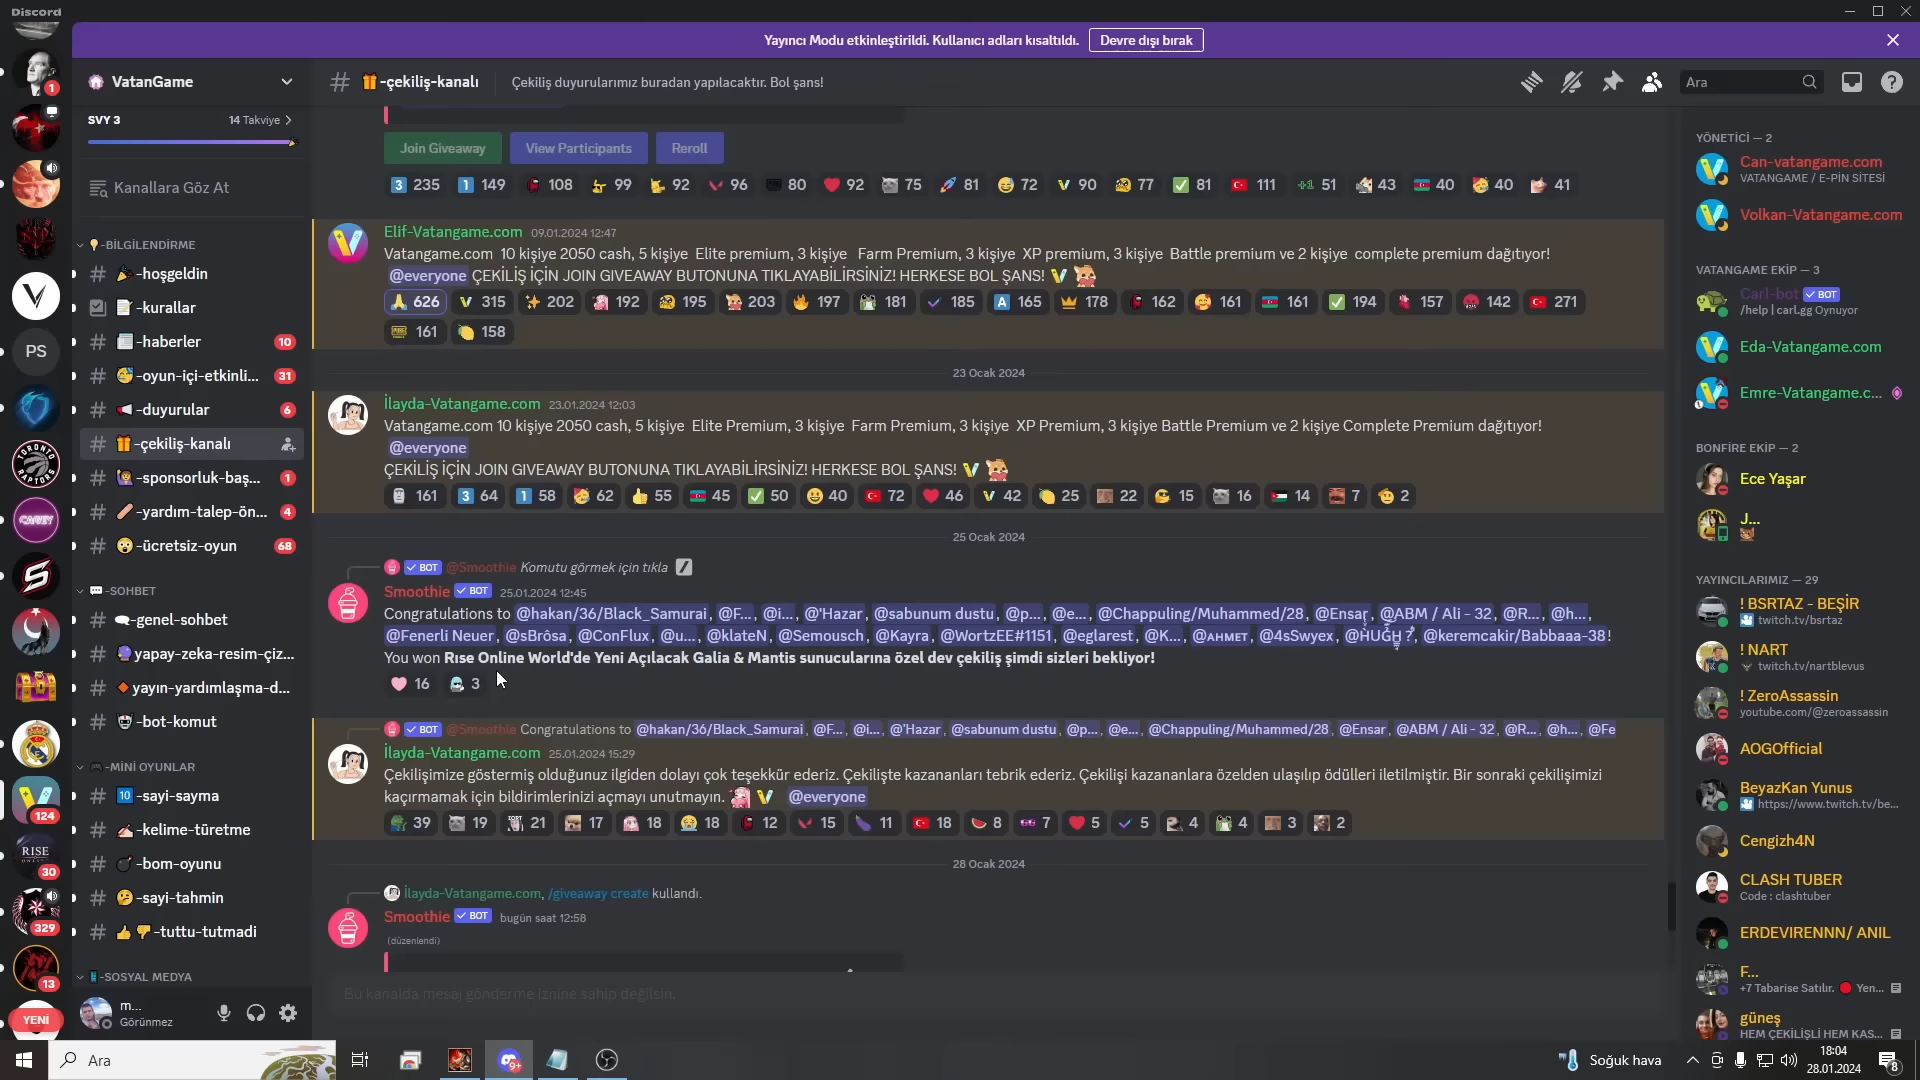 Discord
Yayıncı Modu etkinleştirildi. Kullanıcı adları kısaltıldı. Devre dışı bırak
VatanGame
-çekiliş-kanalı Çekiliş duyurularımız buradan yapılacaktır. Bol şans!
Ara
SVY 3 14 Takviye
Kanallara Göz At
-BİLGİLENDİRME
-hoşgeldin
-kurallar
-haberler 10
-oyun-içi-etkinli... 31
-duyurular 6
-çekiliş-kanalı
-sponsorluk-baş... 1
-yardım-talep-ön... 4
-ücretsiz-oyun 68
-SOHBET
-genel-sohbet
yapay-zeka-resim-çiz...
yayın-yardımlaşma-d...
-bot-komut
-MİNİ OYUNLAR
-sayi-sayma
-kelime-türetme
-bom-oyunu
-sayi-tahmin
-tuttu-tutmadi
-SOSYAL MEDYA
m...
Görünmez
1
PS
TORONTO RAPTORS
124
RISE
30
329
13
YENİ
Join Giveaway View Participants Reroll
235 149 108 99 92 96 80 92 75 81 72 90 77 81 111 +1 51 43 40 40 41
Elif-Vatangame.com 09.01.2024 12:47
Vatangame.com 10 kişiye 2050 cash, 5 kişiye Elite premium, 3 kişiye Farm Premium, 3 kişiye XP premium, 3 kişiye Battle premium ve 2 kişiye complete premium dağıtıyor!
@everyone ÇEKİLİŞ İÇİN JOIN GIVEAWAY BUTONUNA TIKLAYABİLİRSİNİZ! HERKESE BOL ŞANS!
626 315 202 192 195 203 197 181 185 165 178 162 161 161 194 157 142 271
161 158
23 Ocak 2024
İlayda-Vatangame.com 23.01.2024 12:03
Vatangame.com 10 kişiye 2050 cash, 5 kişiye Elite Premium, 3 kişiye Farm Premium, 3 kişiye XP Premium, 3 kişiye Battle Premium ve 2 kişiye Complete Premium dağıtıyor!
@everyone
ÇEKİLİŞ İÇİN JOIN GIVEAWAY BUTONUNA TIKLAYABİLİRSİNİZ! HERKESE BOL ŞANS!
161 64 58 62 55 45 50 40 72 46 42 25 22 15 16 14 7 2
25 Ocak 2024
BOT @Smoothie Komutu görmek için tıkla
Smoothie BOT 25.01.2024 12:45
Congratulations to @hakan/36/Black_Samurai, @F..., @i..., @'Hazar, @sabunum dustu, @p..., @e..., @Chappuling/Muhammed/28, @Ensar, @ABM / Ali - 32, @R..., @h...,
@Fenerli Neuer, @sBrôsa, @ConFlux, @u..., @klateN, @Semousch, @Kayra, @WortzEE#1151, @eglarest, @K..., @ᴀʜᴍᴇᴛ, @4sSwyex, @keremcakir/Babbaaa-38!
You won Rıse Online World'de Yeni Açılacak Galia & Mantis sunucularına özel dev çekiliş şimdi sizleri bekliyor!
16 3
BOT @Smoothie Congratulations to @hakan/36/Black_Samurai, @F..., @i..., @'Hazar, @sabunum dustu, @p..., @e..., @Chappuling/Muhammed/28, @Ensar, @ABM / Ali - 32, @R..., @h..., @Fe
İlayda-Vatangame.com 25.01.2024 15:29
Çekilişimize göstermiş olduğunuz ilgiden dolayı çok teşekkür ederiz. Çekilişte kazananları tebrik ederiz. Çekilişi kazananlara özelden ulaşılıp ödülleri iletilmiştir. Bir sonraki çekilişimizi
kaçırmamak için bildirimlerinizi açmayı unutmayın. @everyone
39 19 21 17 18 18 12 15 11 18 8 7 5 5 4 4 3 2
28 Ocak 2024
İlayda-Vatangame.com, /giveaway create kullandı.
Smoothie BOT bugün saat 12:58
(düzenlendi)
Bu kanalda mesaj gönderme iznine sahip değilsin.
YÖNETİCİ — 2
Can-vatangame.com
VATANGAME / E-PİN SİTESİ
Volkan-Vatangame.com
VATANGAME EKİP — 3
Carl-bot BOT
/help | carl.gg Oynuyor
Eda-Vatangame.com
Emre-Vatangame.c...
BONFİRE EKİP — 2
Ece Yaşar
J...
YAYINCILARIMIZ — 29
! BSRTAZ - BEŞİR
twitch.tv/bsrtaz
! NART
twitch.tv/nartblevus
! ZeroAssassin
youtube.com/@zeroassassin
AOGOfficial
BeyazKan Yunus
https://www.twitch.tv/be...
Cengizh4N
CLASH TUBER
Code : clashtuber
ERDEVIRENNN/ ANIL
F...
+7 Tabarise Satılır. Yen...
güneş
HEM ÇEKİLİŞLİ HEM KAS...
Ara
9+
Soğuk hava
18:04
28.01.2024
8